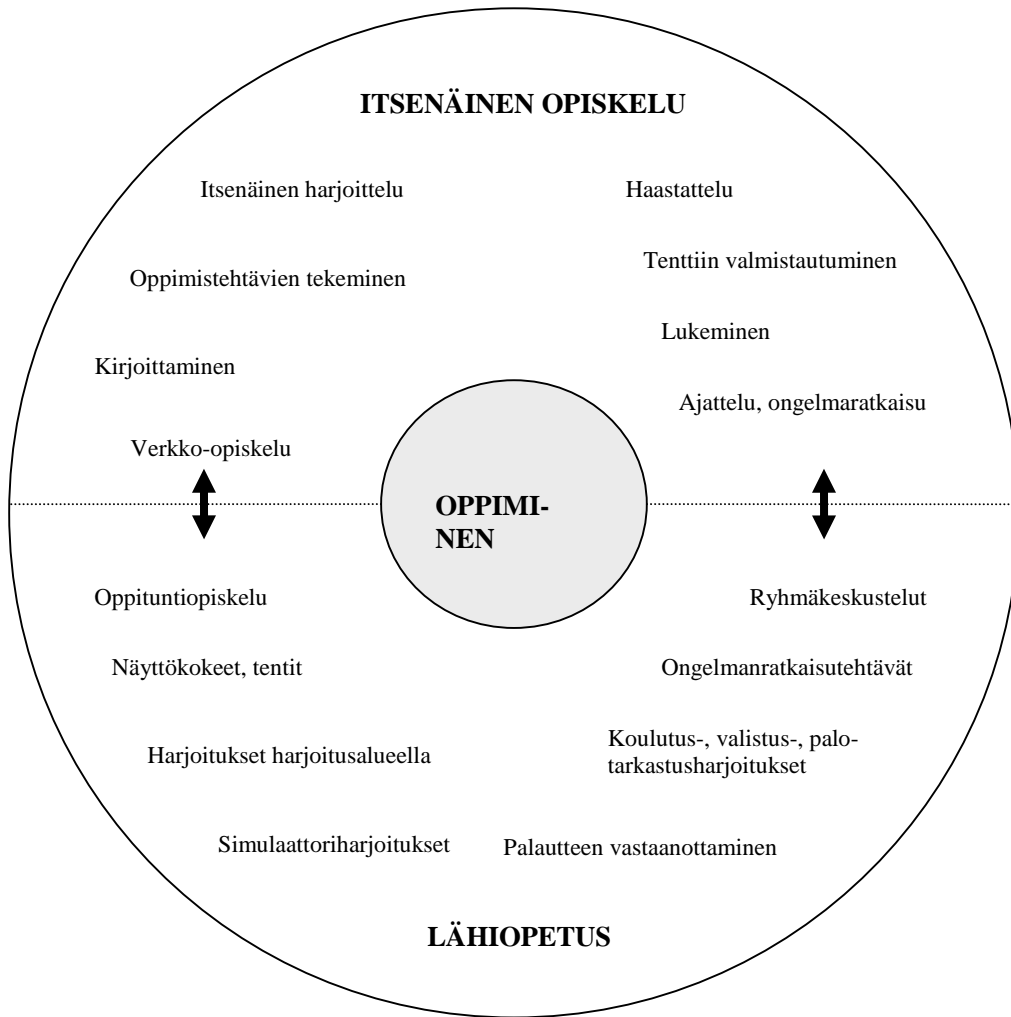 ITSENÄINEN OPISKELU
Itsenäinen harjoittelu
Haastattelu
Tenttiin valmistautuminen
Oppimistehtävien tekeminen
Lukeminen
Kirjoittaminen
Ajattelu, ongelmaratkaisu
Verkko-opiskelu
OPPIMI-
NEN
Oppituntiopiskelu
Ryhmäkeskustelut
Näyttökokeet, tentit
Ongelmanratkaisutehtävät
Koulutus-, valistus-, palo-
tarkastusharjoitukset
Harjoitukset harjoitusalueella
Simulaattoriharjoitukset
Palautteen vastaanottaminen
LÄHIOPETUS